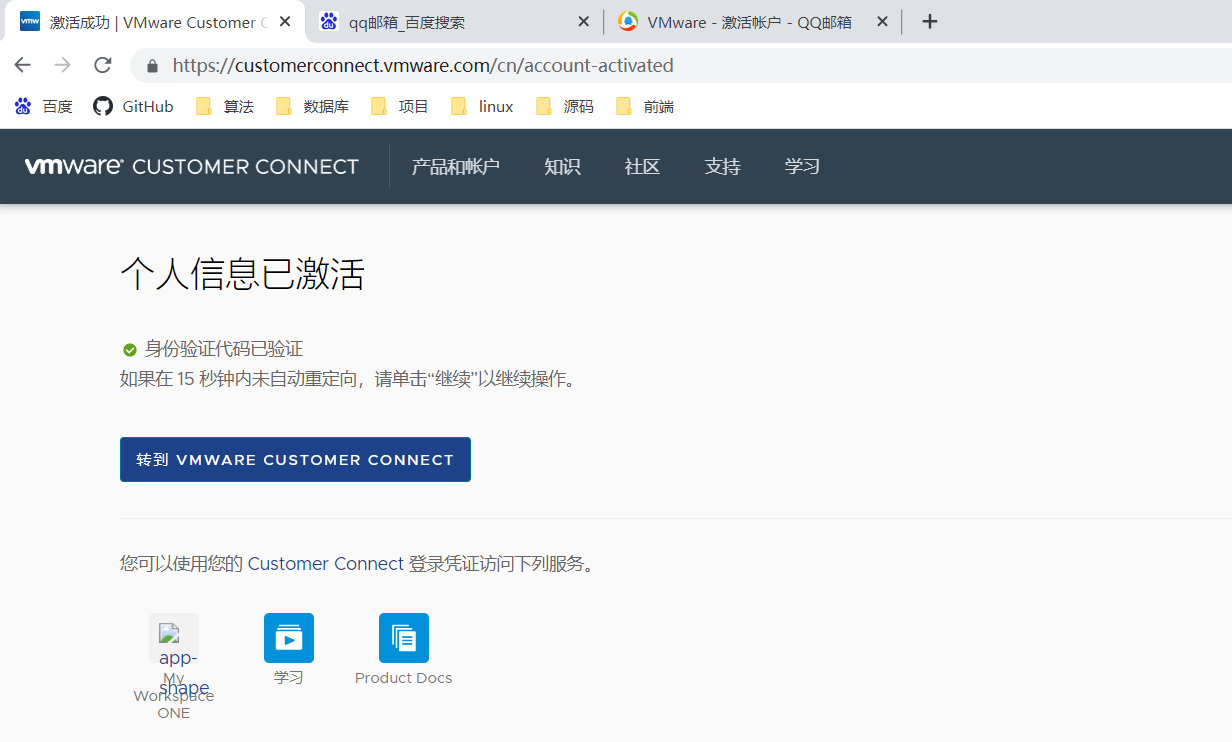 激活成功 | VMware Customer C
qq邮箱_百度搜索
VMware - 激活帐户 - QQ邮箱
https://customerconnect.vmware.com/cn/account-activated
百度 GitHub 算法 数据库 项目 linux 源码 前端
vmware® CUSTOMER CONNECT 产品和帐户 知识 社区 支持 学习
个人信息已激活
身份验证代码已验证
如果在 15 秒钟内未自动重定向，请单击“继续”以继续操作。
转到 VMWARE CUSTOMER CONNECT
您可以使用您的 Customer Connect 登录凭证访问下列服务。
app-shape
My Workspace ONE
学习
Product Docs